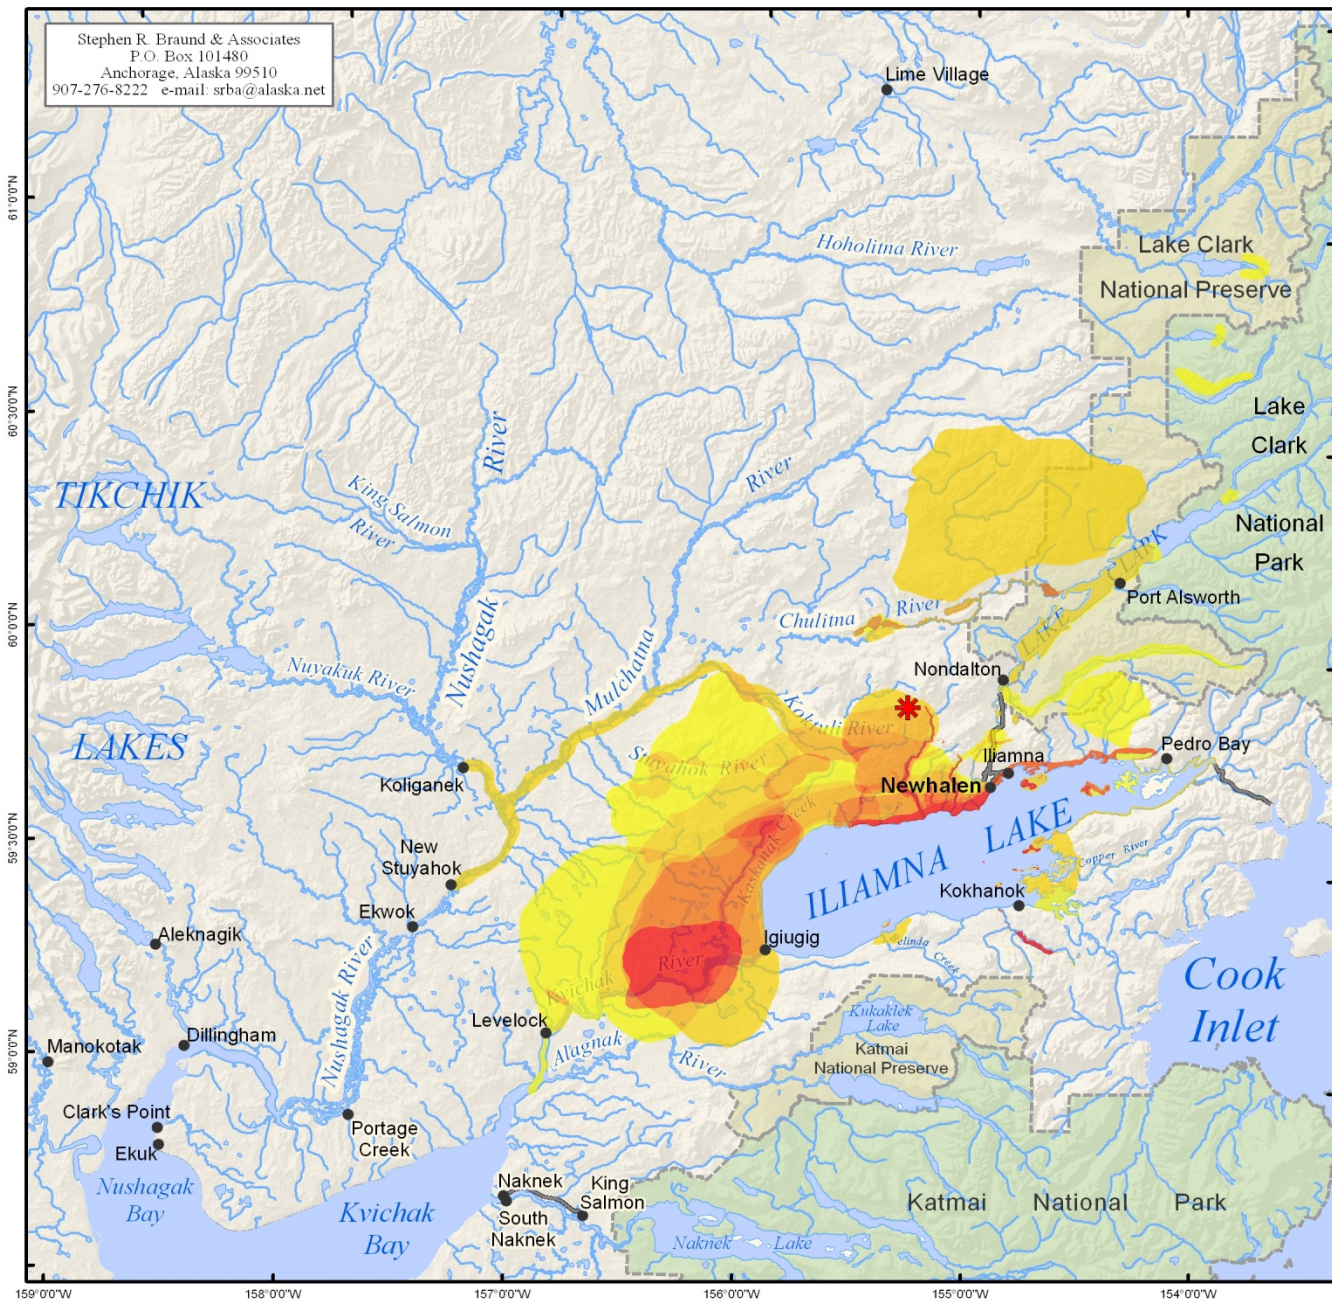 Stephen R. Braund & Associates
P.O. Box 101480
Anchorage, Alaska 99510
907-276-8222 e-mail: srba@alaska.net
Lime Village
61°0'0"N
Hoholitna River
Lake Clark
National Preserve
60°30'0"N
Lake
Clark
National
Park
TIKCHIK
King Salmon
River
River
River
LAKE CLARK
Port Alsworth
Chulitna River
60°0'0"N
Nuyakuk River
Nushagak
Mulchatna
Nondalton
Koktuli River
LAKES
Stuyahok River
Iliamna
Pedro Bay
Koliganek
Newhalen
59°30'0"N
New
Stuyahok
Kaskanak Creek
ILIAMNA LAKE
Copper River
Kokhanok
Ekwok
Aleknagik
Igiugig
Belinda
Creek
Nushagak River
Kvichak River
Cook
Inlet
Levelock
Dillingham
Manokotak
59°0'0"N
Alagnak
River
Kukaklek
Lake
Katmai
National Preserve
Clark's Point
Ekuk
Portage
Creek
Nushagak
Bay
Kvichak
Bay
Naknek
South
Naknek
King
Salmon
Naknek Lake
Katmai National Park
159°0'0"W
158°0'0"W
157°0'0"W
156°0'0"W
155°0'0"W
154°0'0"W